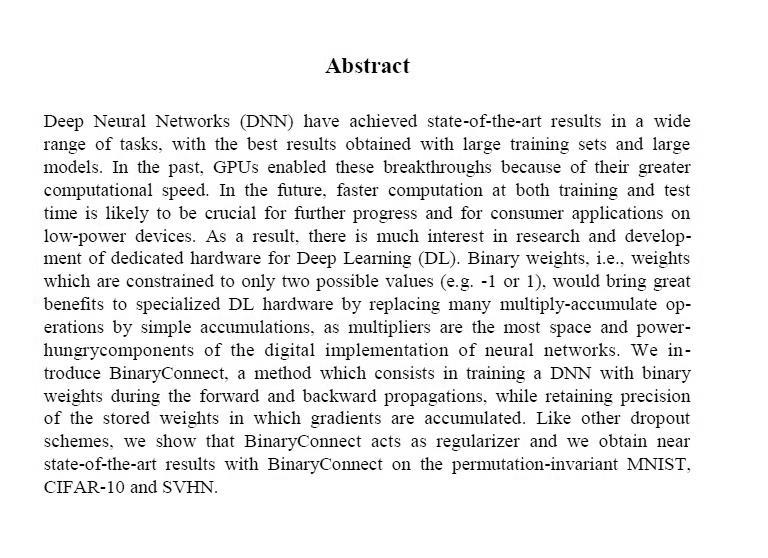 Abstract
Deep Neural Networks (DNN) have achieved state-of-the-art results in a wide
range of tasks, with the best results obtained with large training sets and large
models. In the past, GPUs enabled these breakthroughs because of their greater
computational speed. In the future, faster computation at both training and test
time is likely to be crucial for further progress and for consumer applications on
low-power devices. As a result, there is much interest in research and develop-
ment of dedicated hardware for Deep Learning (DL). Binary weights, i.e., weights
which are constrained to only two possible values (e.g. -1 or 1), would bring great
benefits to specialized DL hardware by replacing many multiply-accumulate op-
erations by simple accumulations, as multipliers are the most space and power-
hungrycomponents of the digital implementation of neural networks. We in-
troduce BinaryConnect, a method which consists in training a DNN with binary
weights during the forward and backward propagations, while retaining precision
of the stored weights in which gradients are accumulated. Like other dropout
schemes, we show that BinaryConnect acts as regularizer and we obtain near
state-of-the-art results with BinaryConnect on the permutation-invariant MNIST,
CIFAR-10 and SVHN.